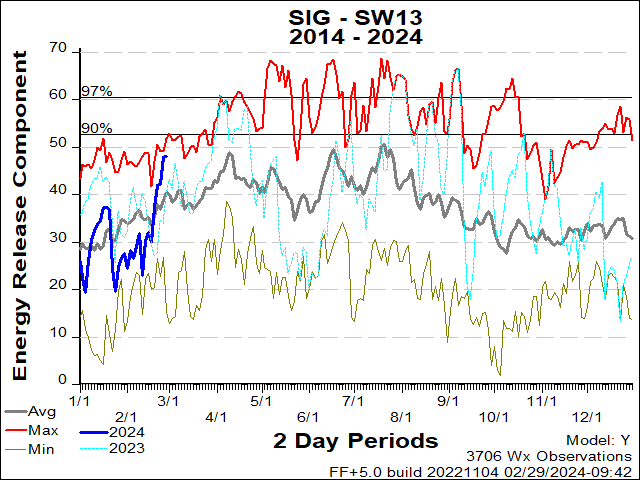 SIG - SW13
2014 - 2024
Energy Release Component
70
60
50
40
30
20
10
0
97%
90%
1/1 3/1 5/1 7/1 9/1 11/1
2/1 4/1 6/1 8/1 10/1 12/1
2 Day Periods
Avg
Max 2024
Min 2023
Model: Y
3706 Wx Observations
FF+5.0 build 20221104 02/29/2024-09:42